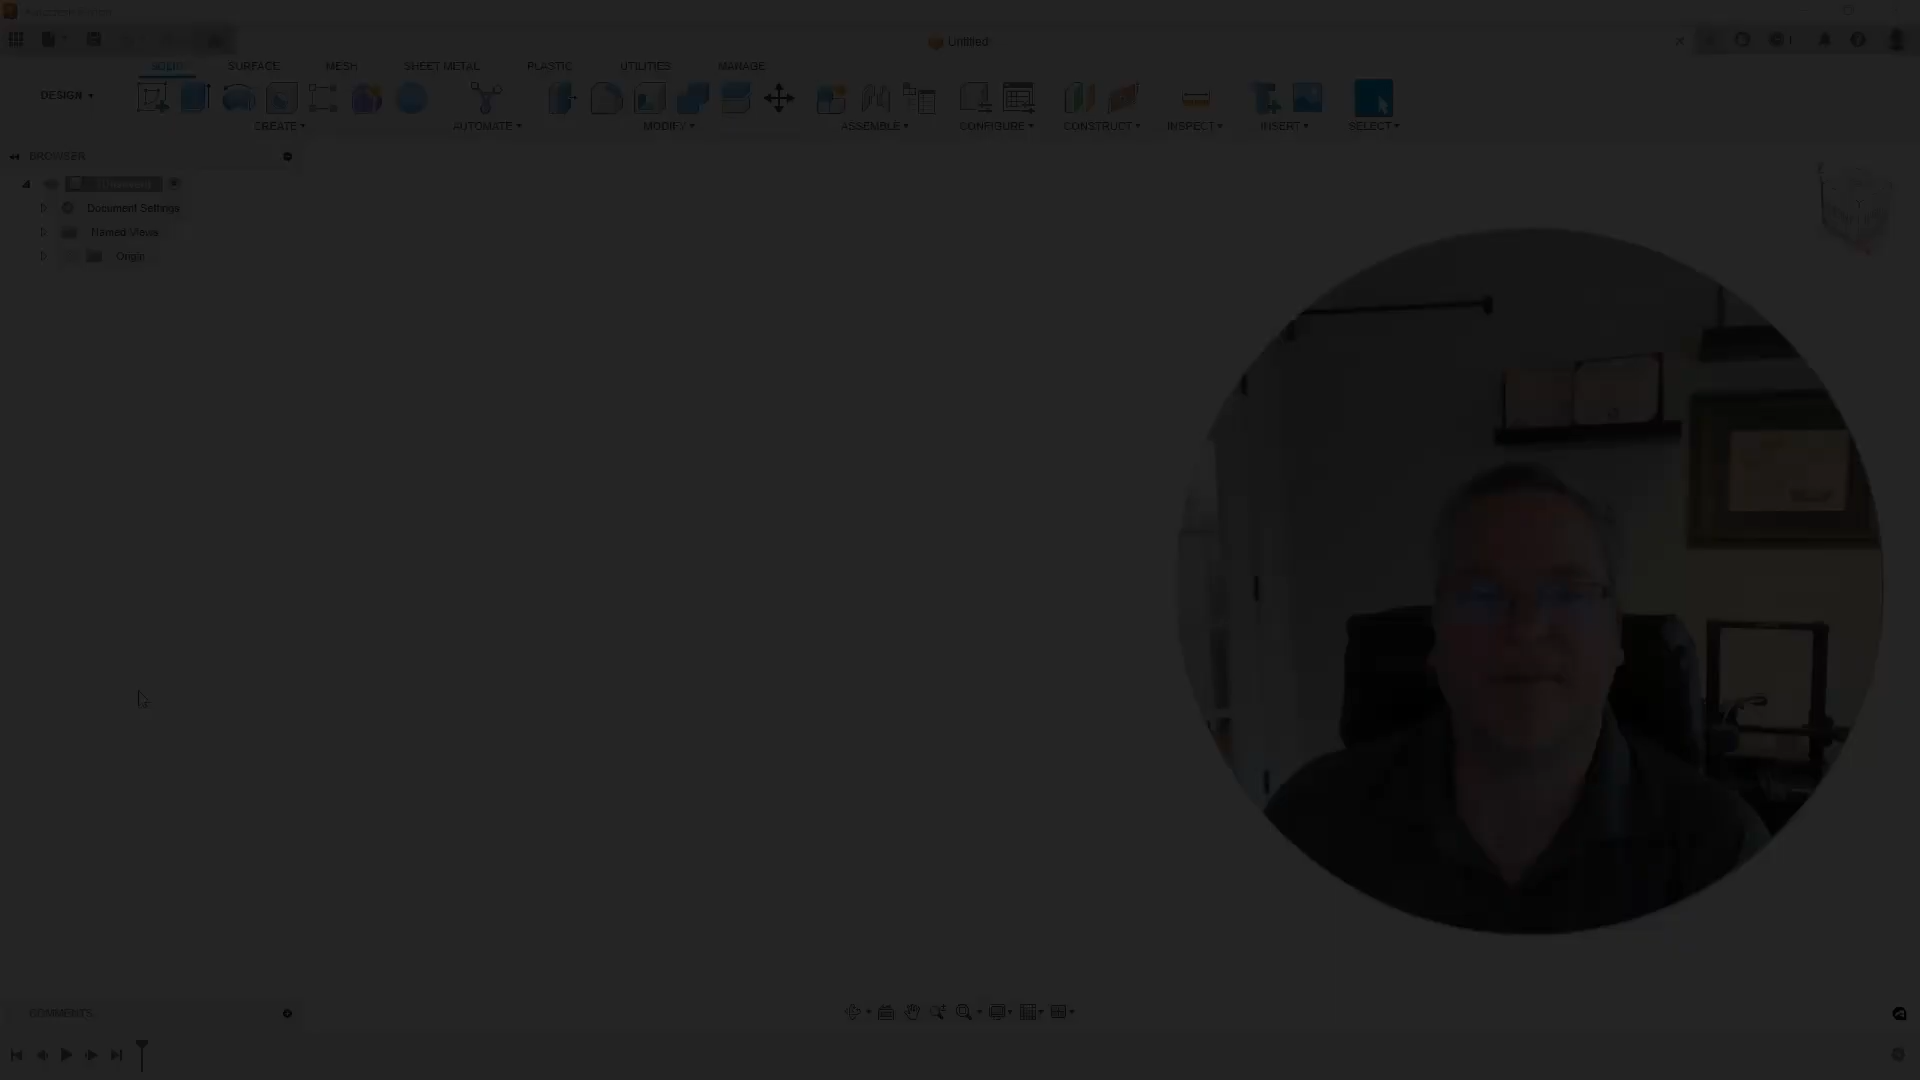 Untitled
SOLID SURFACE MESH SHEET METAL PLASTIC UTILITIES MANAGE
DESIGN
CREATE AUTOMATE MODIFY ASSEMBLE CONFIGURE CONSTRUCT INSPECT INSERT SELECT
BROWSER
(Unsaved)
Document Settings
Named Views
Origin
COMMENTS